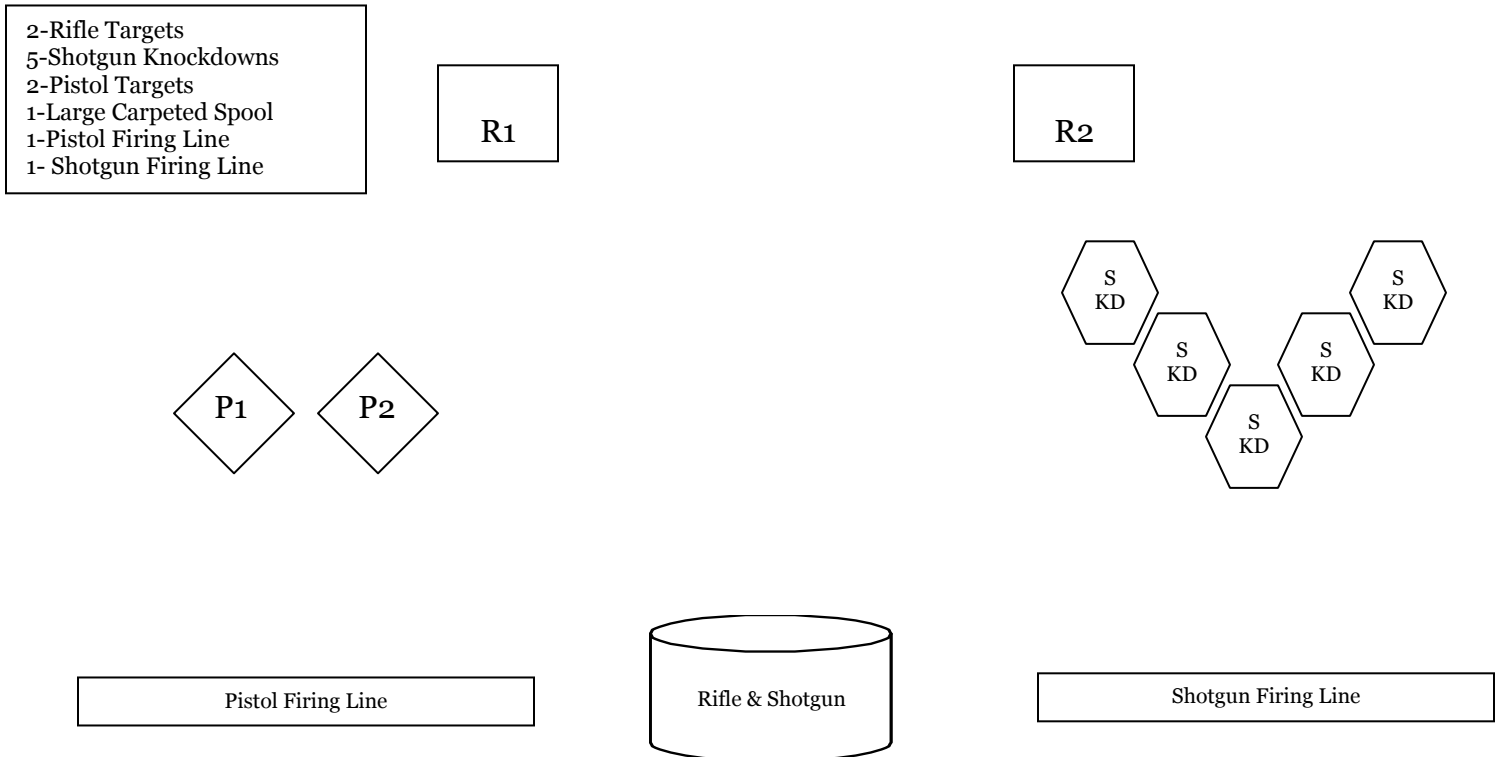 2-Rifle Targets
5-Shotgun Knockdowns
2-Pistol Targets
1-Large Carpeted Spool
1-Pistol Firing Line
1- Shotgun Firing Line
R1
R2
S
KD
S
KD
S
KD
S
KD
S
KD
P1
P2
Pistol Firing Line
Rifle & Shotgun
Shotgun Firing Line